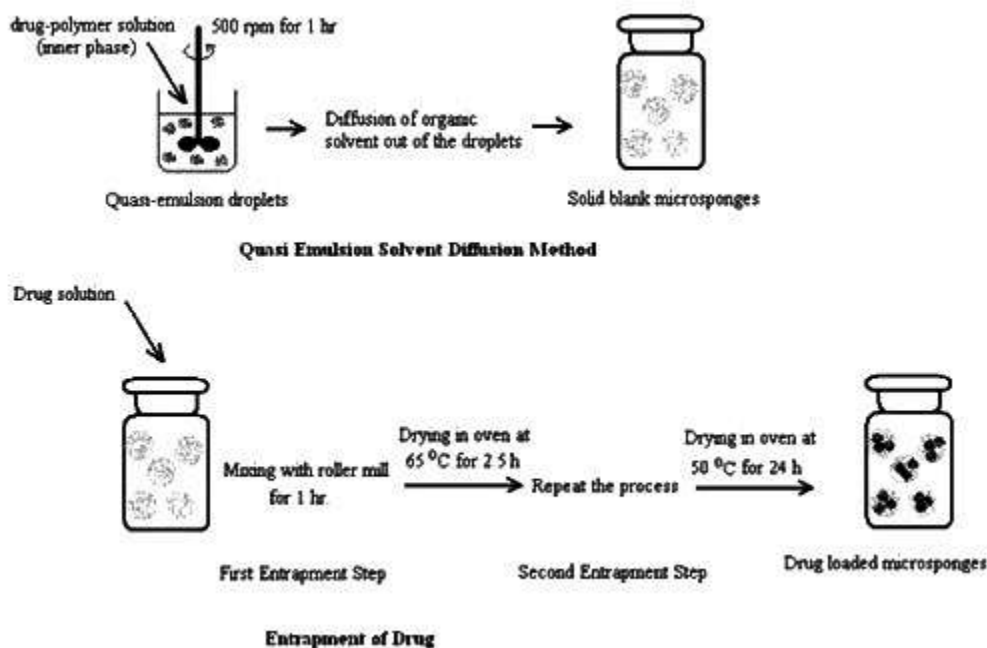 drug-polymer solution
(inner phase)
500 rpm for 1 hr
Diffusion of organic
solvent out of the droplets
Quasi-emulsion droplets
Solid blank microsponges
Quasi Emulsion Solvent Diffusion Method
Drug solution
Mixing with roller mill
for 1 hr.
Drying in oven at
65 ⁰C for 2 5 h
Repeat the process
Drying in oven at
50 ⁰C for 24 h
First Entrapment Step
Second Entrapment Step
Drug loaded microsponges
Entrapment of Drug